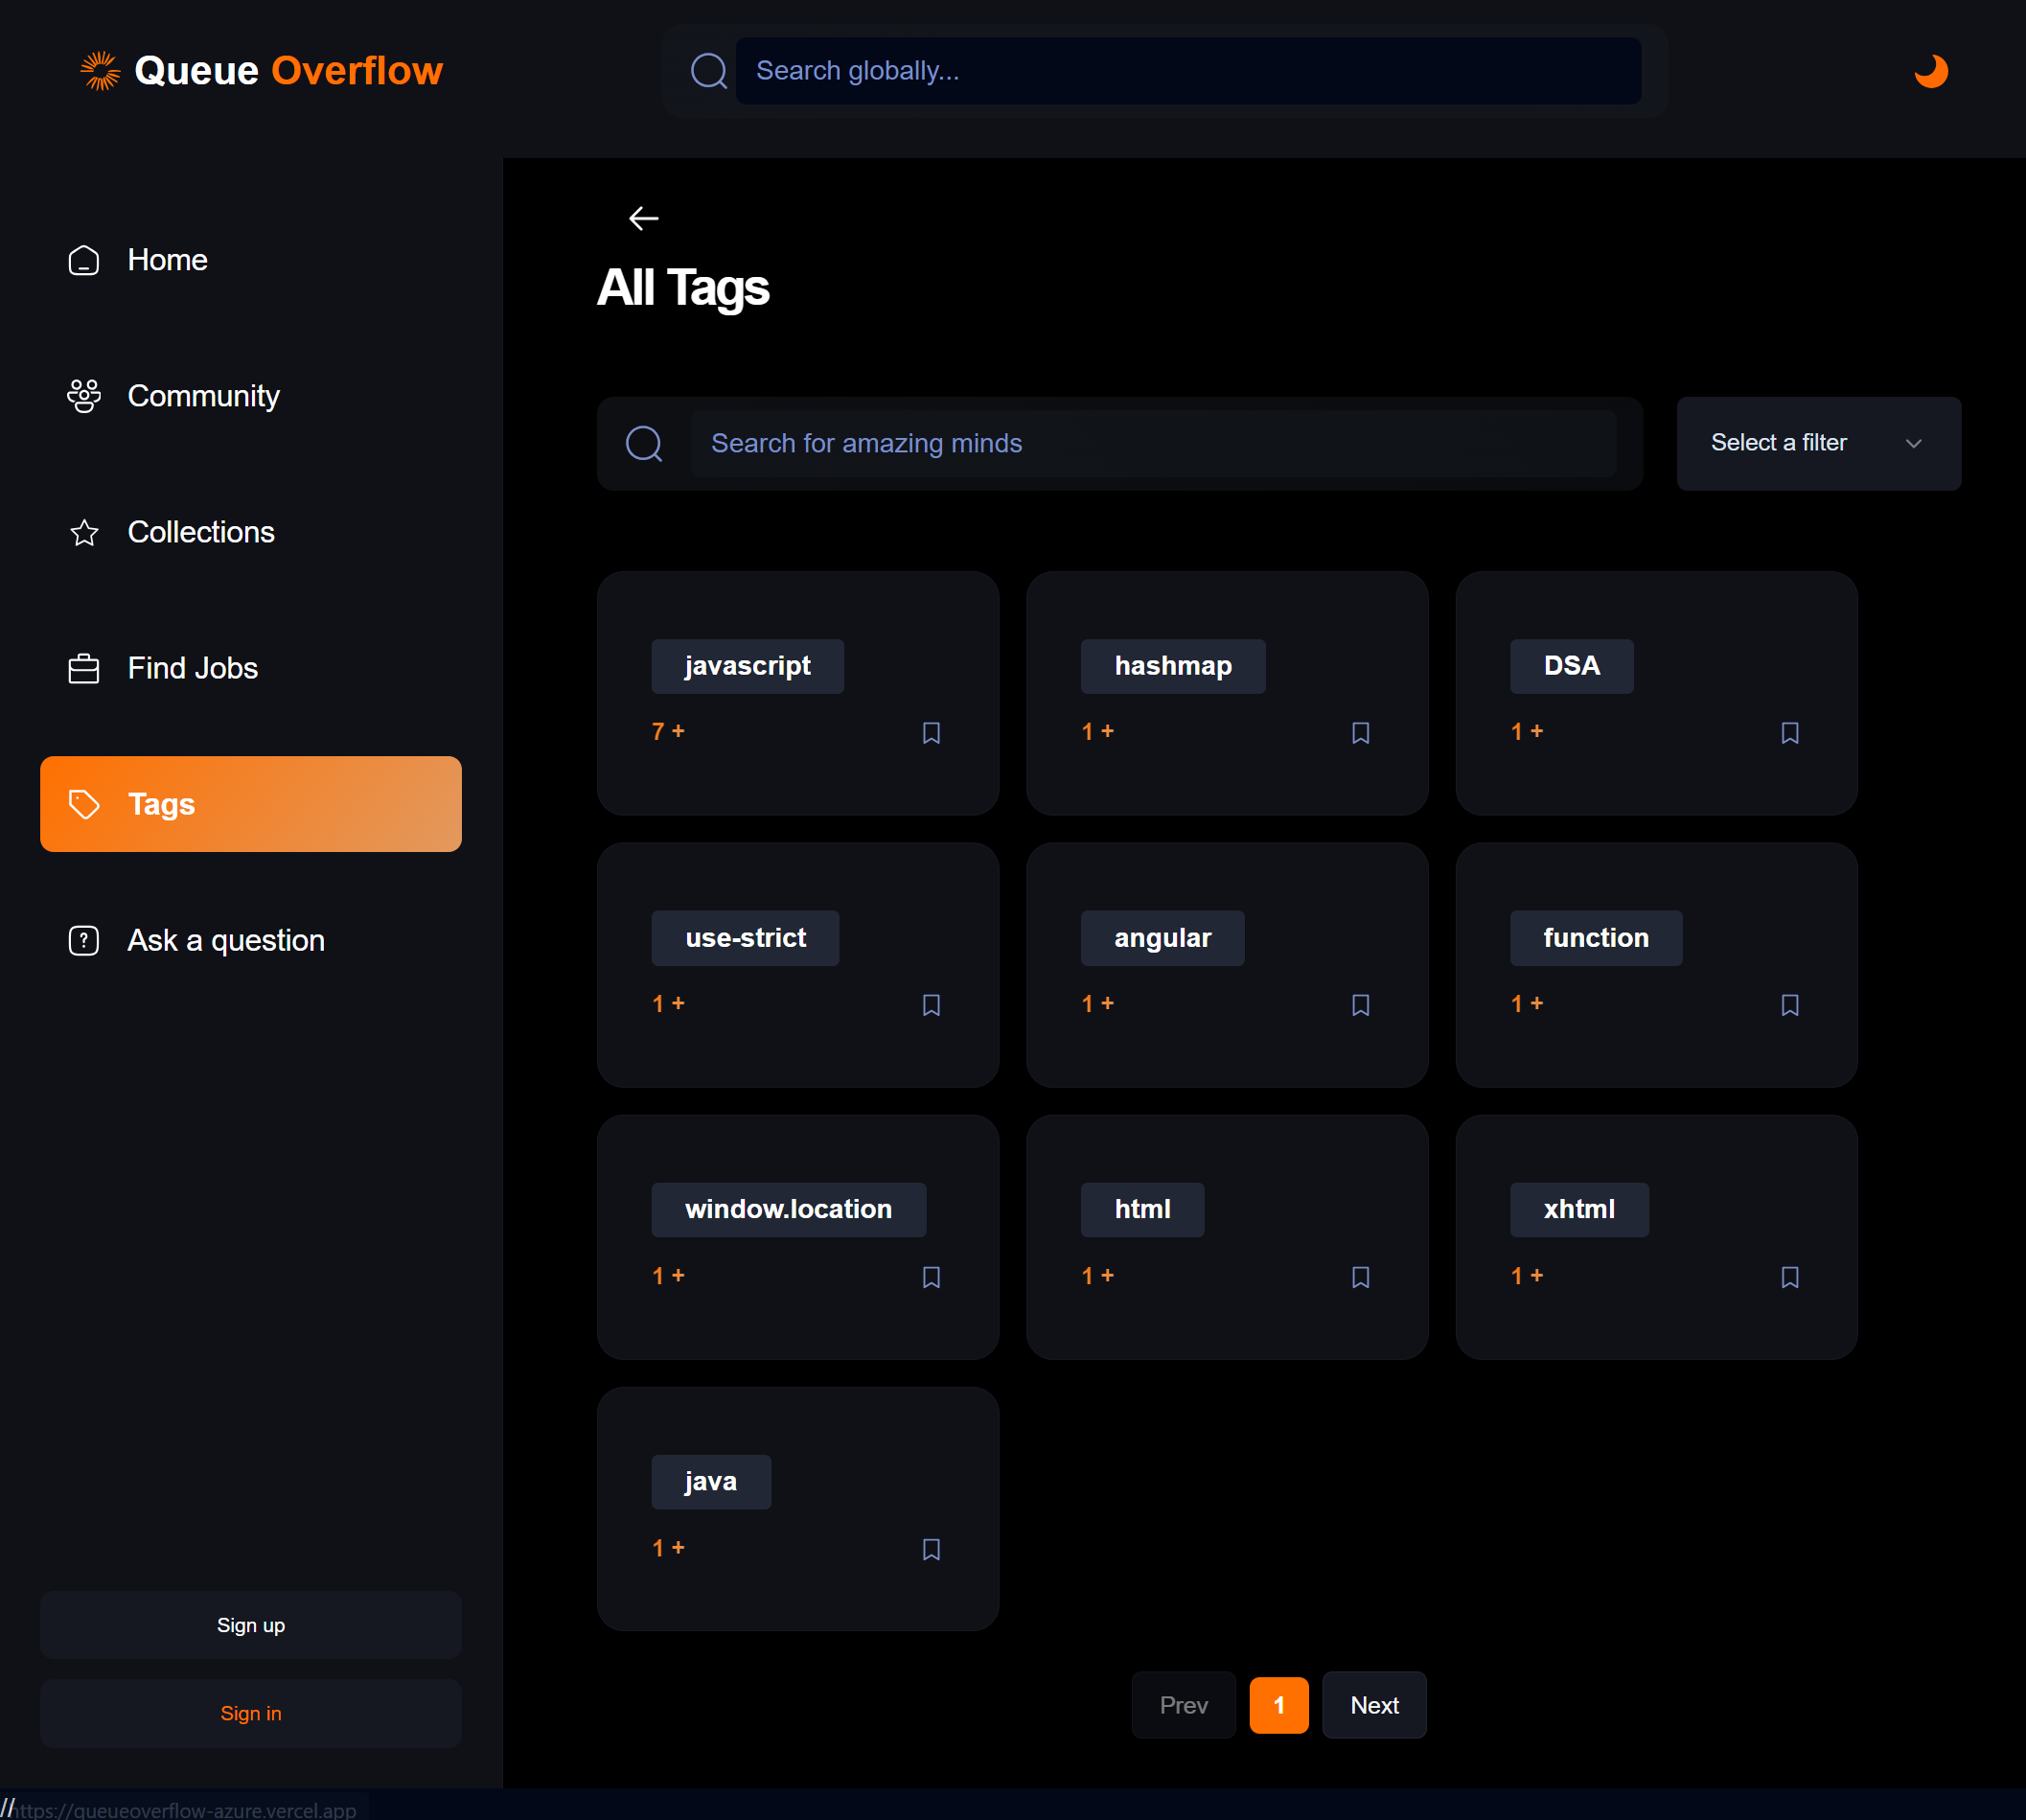 Queue Overflow
Search globally...
Home
Community
Collections
Find Jobs
Tags
Ask a question
Sign up
Sign in
All Tags
Search for amazing minds
Select a filter
javascript
7 +
hashmap
1 +
DSA
1 +
use-strict
1 +
angular
1 +
function
1 +
window.location
1 +
html
1 +
xhtml
1 +
java
1 +
Prev 1 Next
//
https://queueoverflow-azure.vercel.app